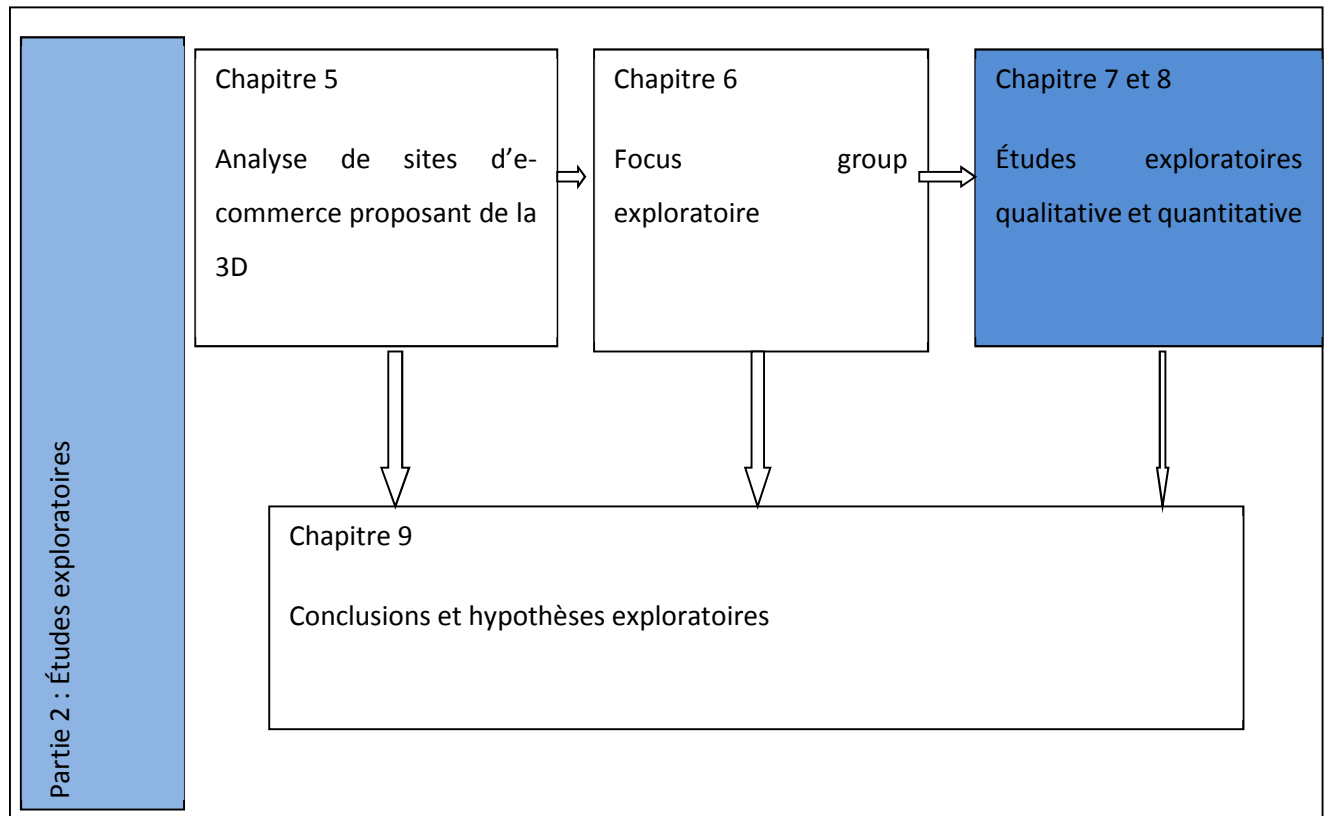 Partie 2 : Études exploratoires
Chapitre 5
Analyse de sites d'e-
commerce proposant de la
3D
Chapitre 6
Focus group
exploratoire
Chapitre 7 et 8
Études exploratoires
qualitative et quantitative
Chapitre 9
Conclusions et hypothèses exploratoires